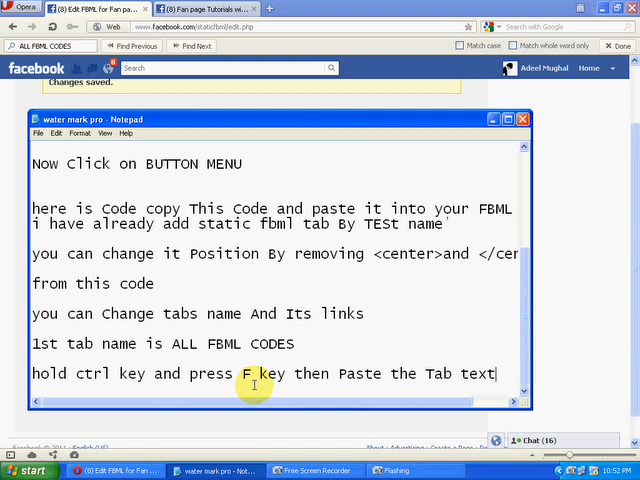 Opera
(8) Edit FBML for Fan pa...
(8) Fan page Tutorials wi...
Web
www.facebook.com/staticfbml/edit.php
Search with Google
ALL FBML CODES
Find Previous
Find Next
Match case
Match whole word only
Done
facebook
8
Search
Adeel Mughal
Home
Changes saved.
water mark pro - Notepad
File Edit Format View Help
Now Click on BUTTON MENU
here is Code copy This Code and paste it into your FBML
i have already add static fbml tab By TESt name'
you can change it Position By removing <center>and </cen
from this code
you can Change tabs name And Its links
1st tab name is ALL FBML CODES
hold ctrl key and press F key then Paste the Tab text
Facebook © 2011 · English (US)
About · Advertising · Create a Page
Chat (16)
start
(8) Edit FBML for Fan ...
water mark pro - Not...
Free Screen Recorder
Flashing
10:52 PM